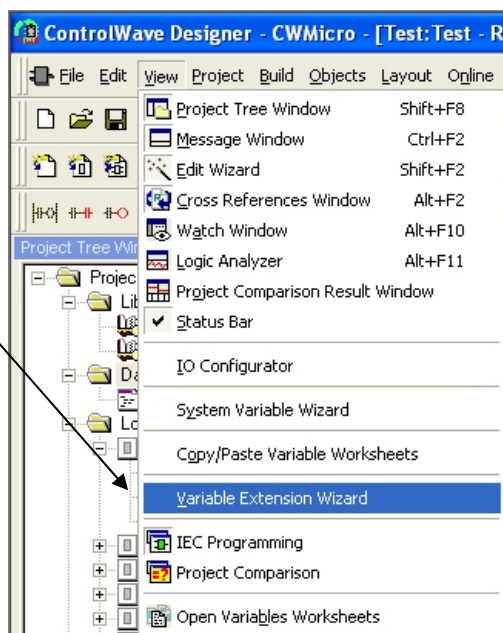 ControlWave Designer - CWMicro - [Test:Test - R
File Edit View Project Build Objects Layout Online
Project Tree Window Shift+F8
Message Window Ctrl+F2
Edit Wizard Shift+F2
Cross References Window Alt+F2
Watch Window Alt+F10
Logic Analyzer Alt+F11
Project Comparison Result Window
Status Bar
IO Configurator
System Variable Wizard
Copy/Paste Variable Worksheets
Variable Extension Wizard
IEC Programming
Project Comparison
Open Variables Worksheets
Project Tree Wi
Projec
Lib
Da
Lo